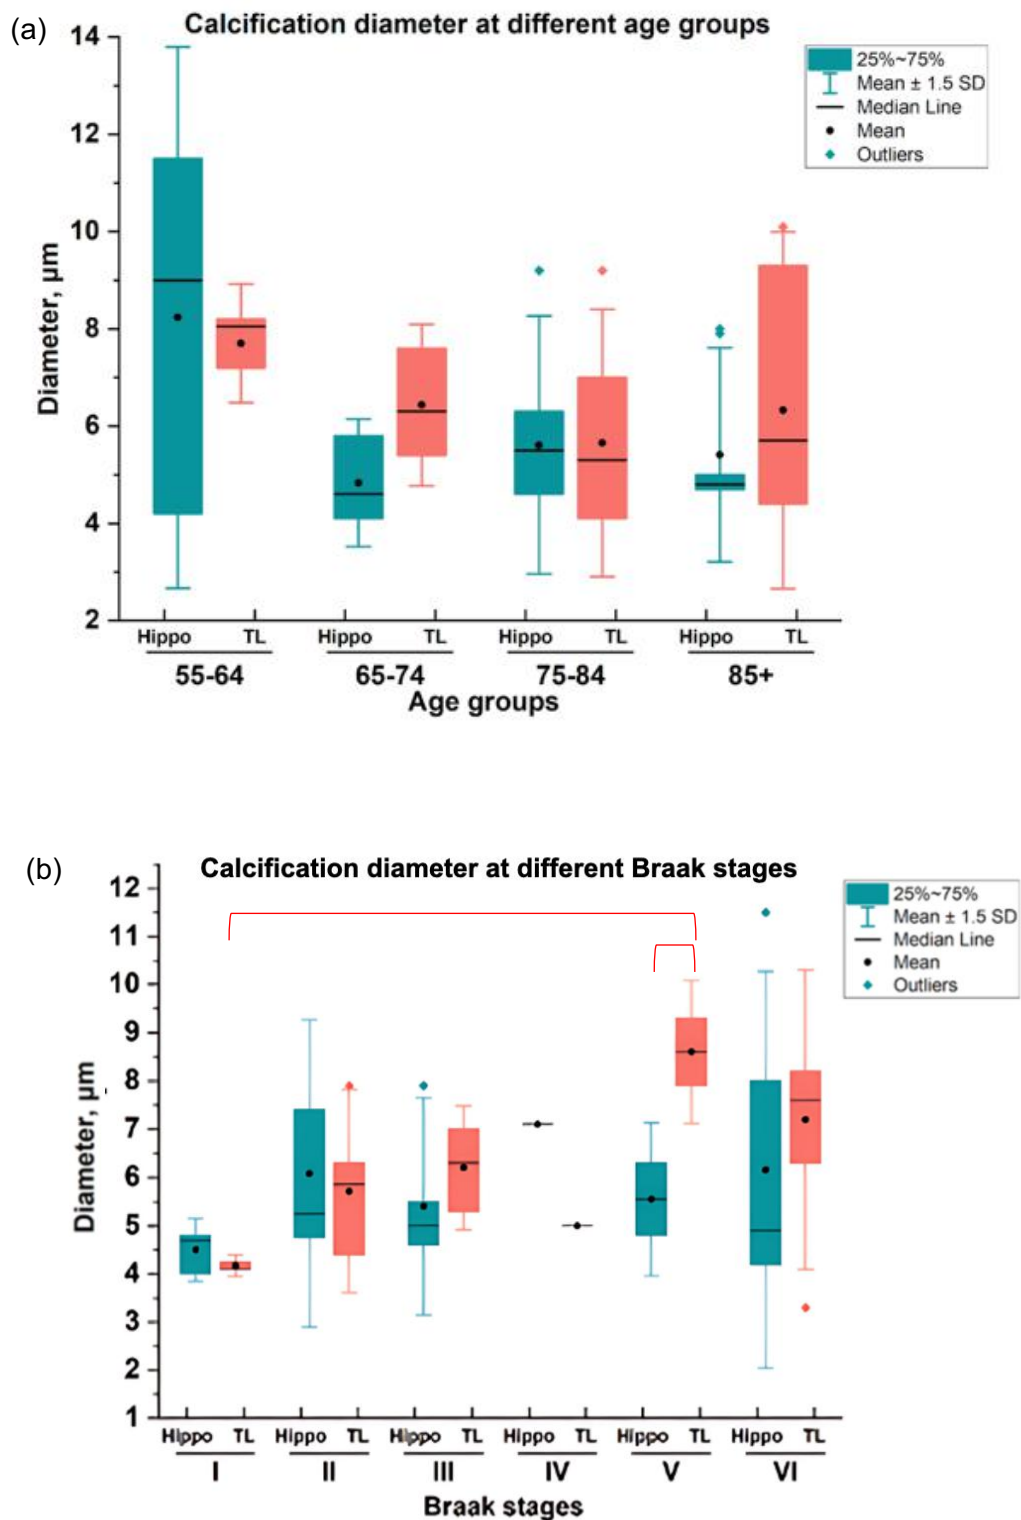 (a)
Calcification diameter at different age groups
14
12
10
8
6
4
2
Diameter, μm
25%~75%
Mean ± 1.5 SD
Median Line
Mean
Outliers
Hippo TL Hippo TL Hippo TL Hippo TL
55-64 65-74 75-84 85+
Age groups
(b)
Calcification diameter at different Braak stages
12
11
10
9
8
7
6
5
4
3
2
1
Diameter, μm
25%~75%
Mean ± 1.5 SD
Median Line
Mean
Outliers
Hippo TL Hippo TL Hippo TL Hippo TL Hippo TL Hippo TL
I II III IV V VI
Braak stages